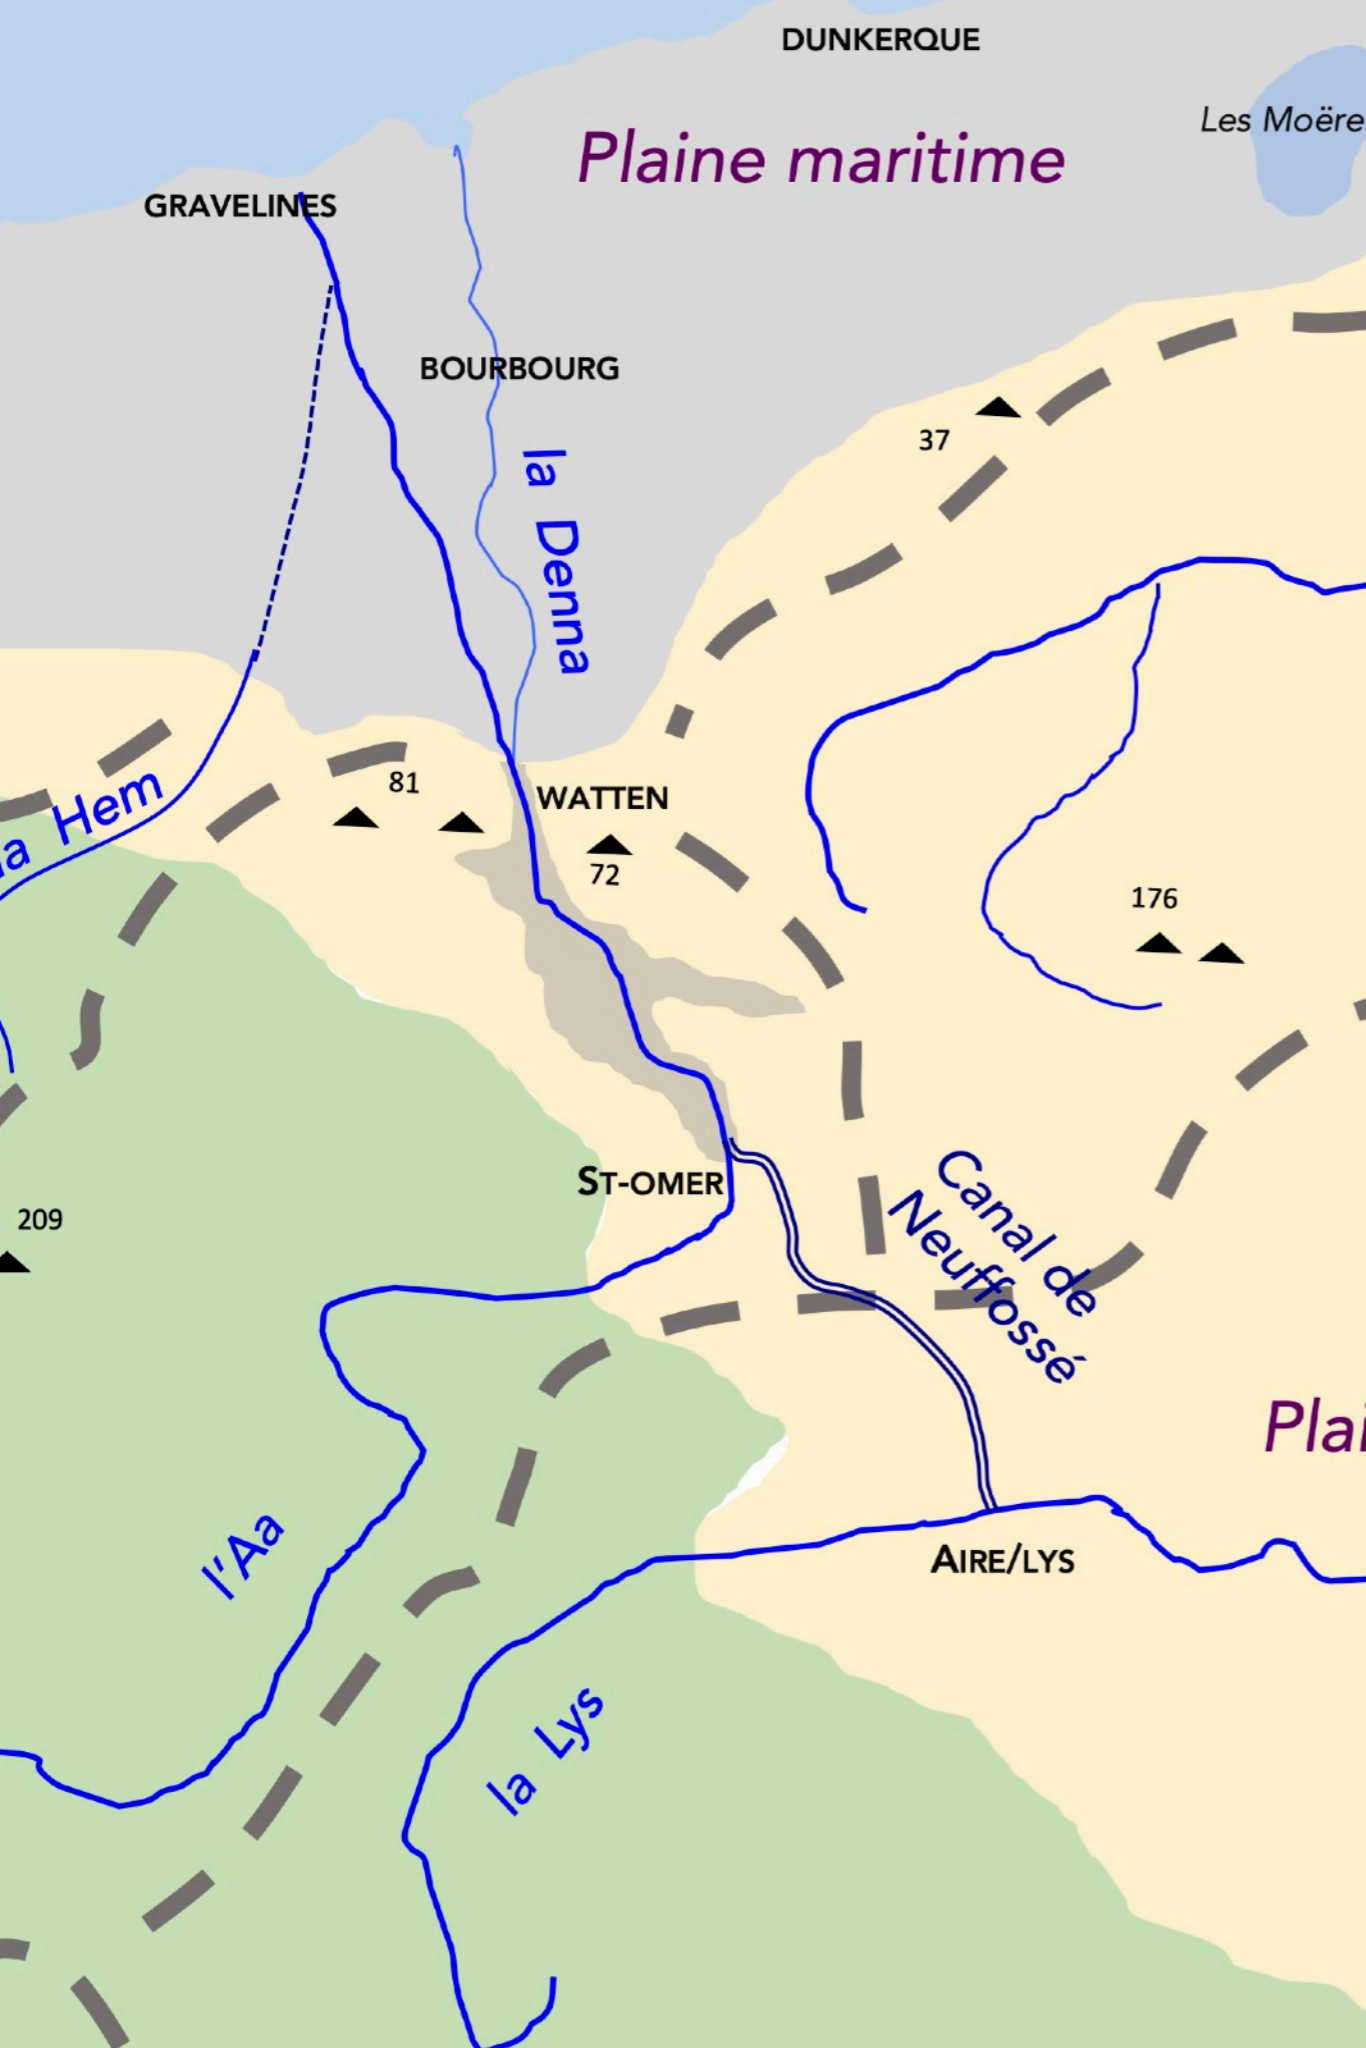 DUNKERQUE
Les Moëre
Plaine maritime
GRAVELINES
BOURBOURG
37
la Denna
81
la Hem
WATTEN
72
176
ST-OMER
Canal de
Neuffossé
209
Plai
l'Aa
AIRE/LYS
la Lys